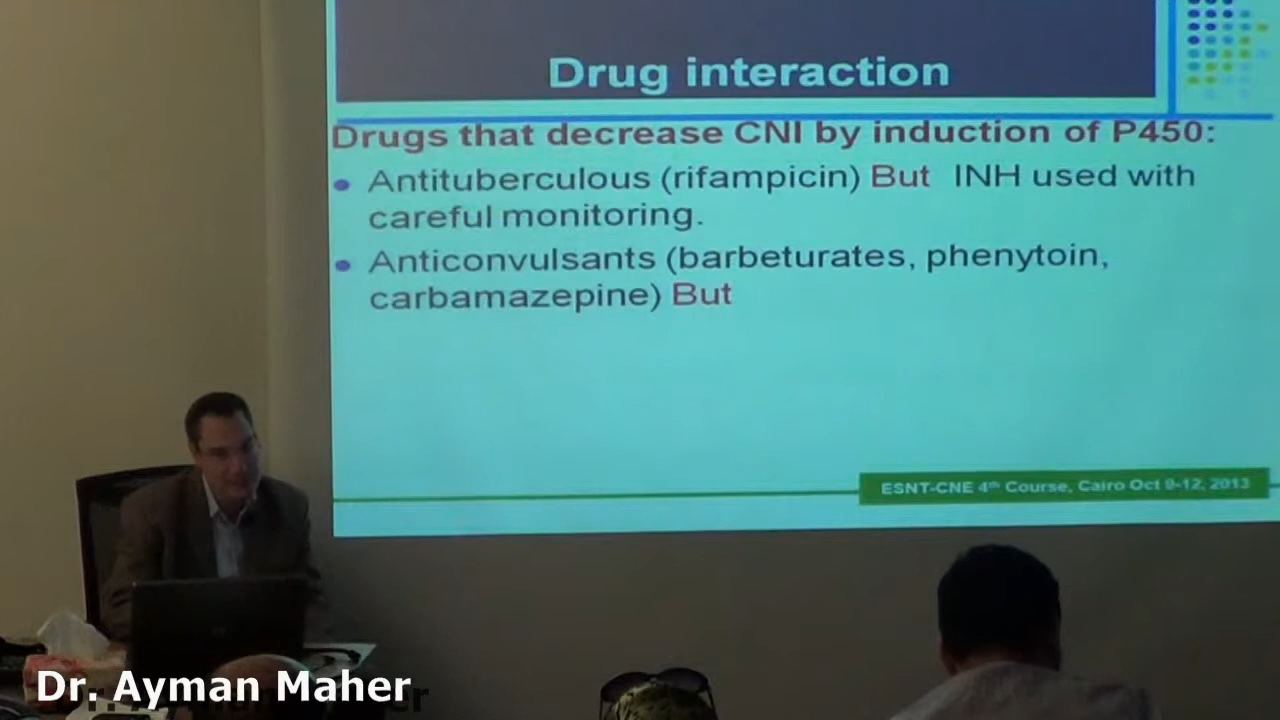 Drug interaction
Drugs that decrease CNI by induction of P450:
Antituberculous (rifampicin) But INH used with
careful monitoring.
Anticonvulsants (barbeturates, phenytoin,
carbamazepine) But
ESNT-CNE 4th Course, Cairo Oct 9-12, 2013
Dr. Ayman Maher